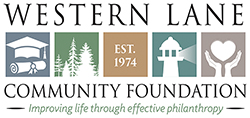 WESTERN LANE
EST.
1974
COMMUNITY FOUNDATION
Improving life through effective philanthropy